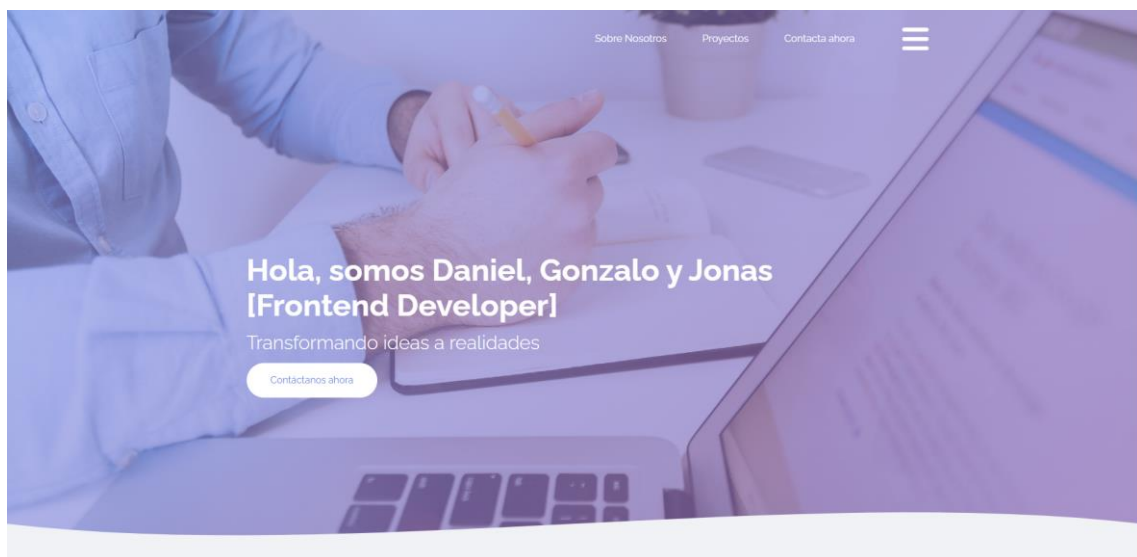 Sobre Nosotros Proyectos Contacta ahora
Hola, somos Daniel, Gonzalo y Jonas
[Frontend Developer]
Transformando ideas a realidades
Contáctanos ahora